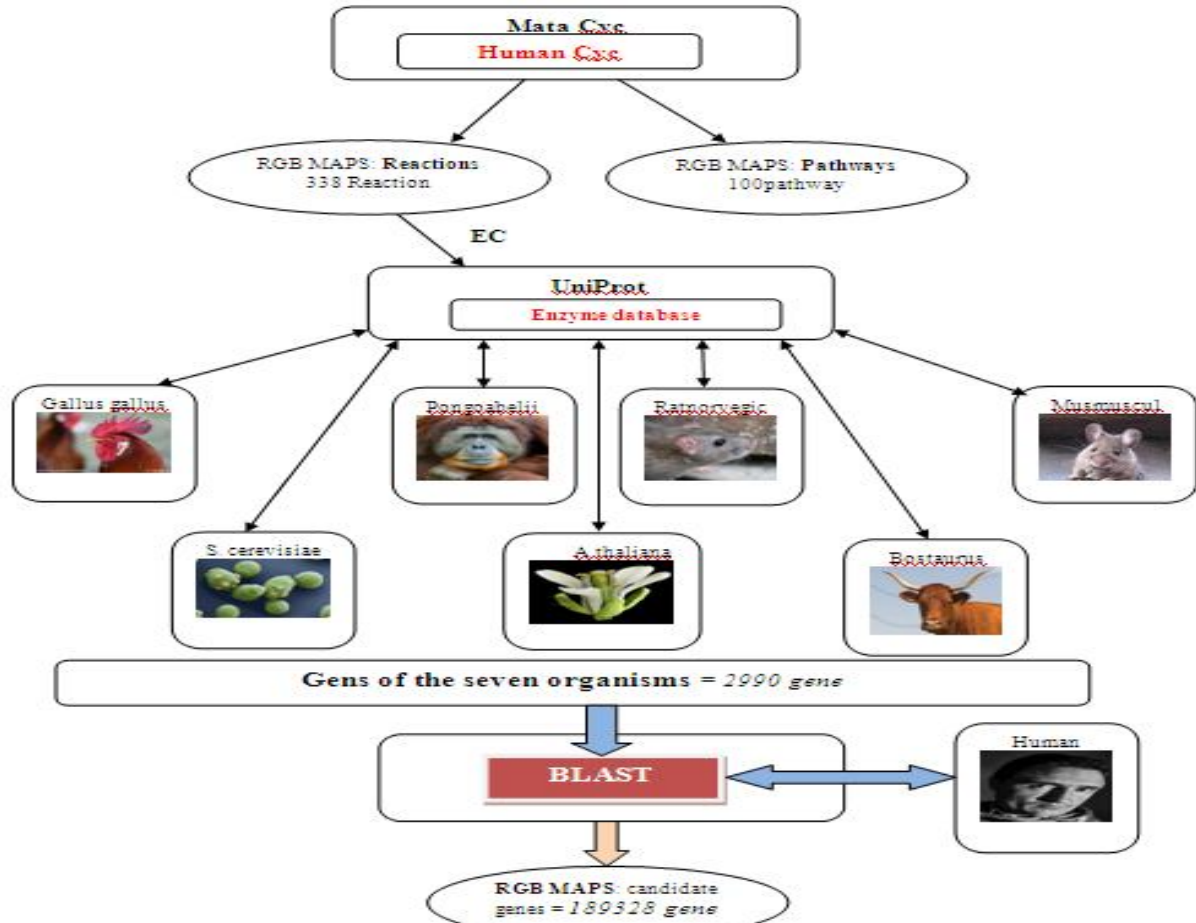 Mata Cyc
Human Cyc
RGB MAPS: Reactions
338 Reaction
RGB MAPS: Pathways
100pathway
EC
UniProt
Enzyme database
Gallus gallus
Pongoabelii
Ratnorvegic
Musmuscul
S. cerevisiae
A.thaliana
Bostaurus
Gens of the seven organisms = 2990 gene
BLAST
Human
RGB MAPS: candidate
genes = 189328 gene